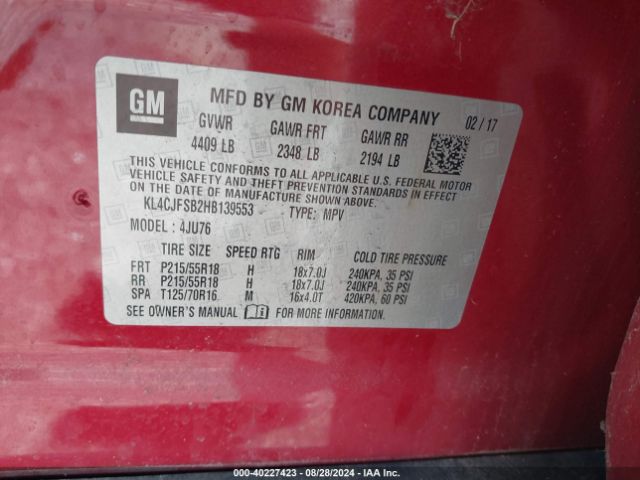 GM
MFD BY GM KOREA COMPANY 02 / 17
GVWR GAWR FRT GAWR RR
4409 LB 2348 LB 2194 LB
THIS VEHICLE CONFORMS TO ALL APPLICABLE U.S. FEDERAL MOTOR
VEHICLE SAFETY AND THEFT PREVENTION STANDARDS IN EFFECT
ON THE DATE OF MANUFACTURE SHOWN ABOVE.
KL4CJFSB2HB139553 TYPE: MPV
MODEL : 4JU76
TIRE SIZE SPEED RTG RIM COLD TIRE PRESSURE
FRT P215/55R18 H 18x7.0J 240KPA, 35 PSI
RR P215/55R18 H 18x7.0J 240KPA, 35 PSI
SPA T125/70R16 M 16x4.0T 420KPA, 60 PSI
SEE OWNER'S MANUAL i FOR MORE INFORMATION.
000-40227423 - 08/28/2024 - IAA Inc.